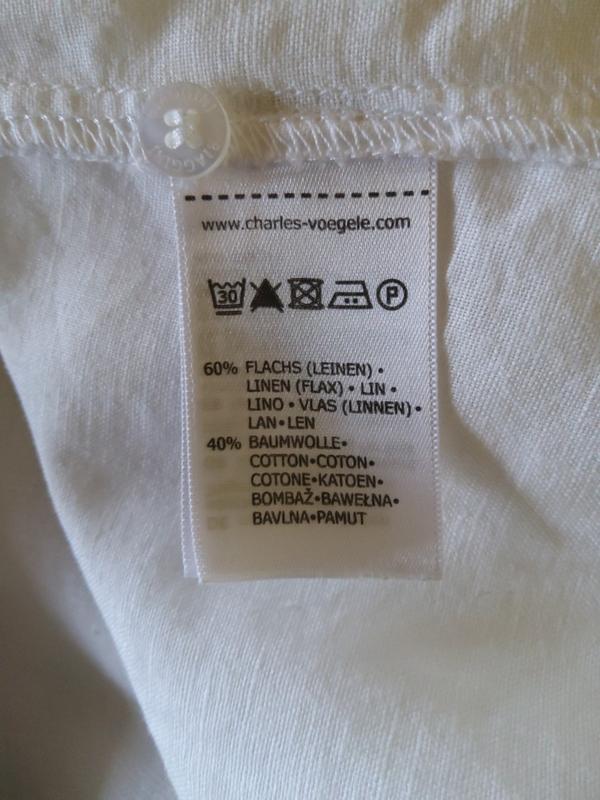 www.charles-voegele.com
30 P
60% FLACHS (LEINEN) •
LINEN (FLAX) • LIN •
LINO • VLAS (LINNEN) •
LAN • LEN
40% BAUMWOLLE•
COTTON•COTON•
COTONE•KATOEN•
BOMBAŽ•BAWEŁNA•
BAVLNA•PAMUT